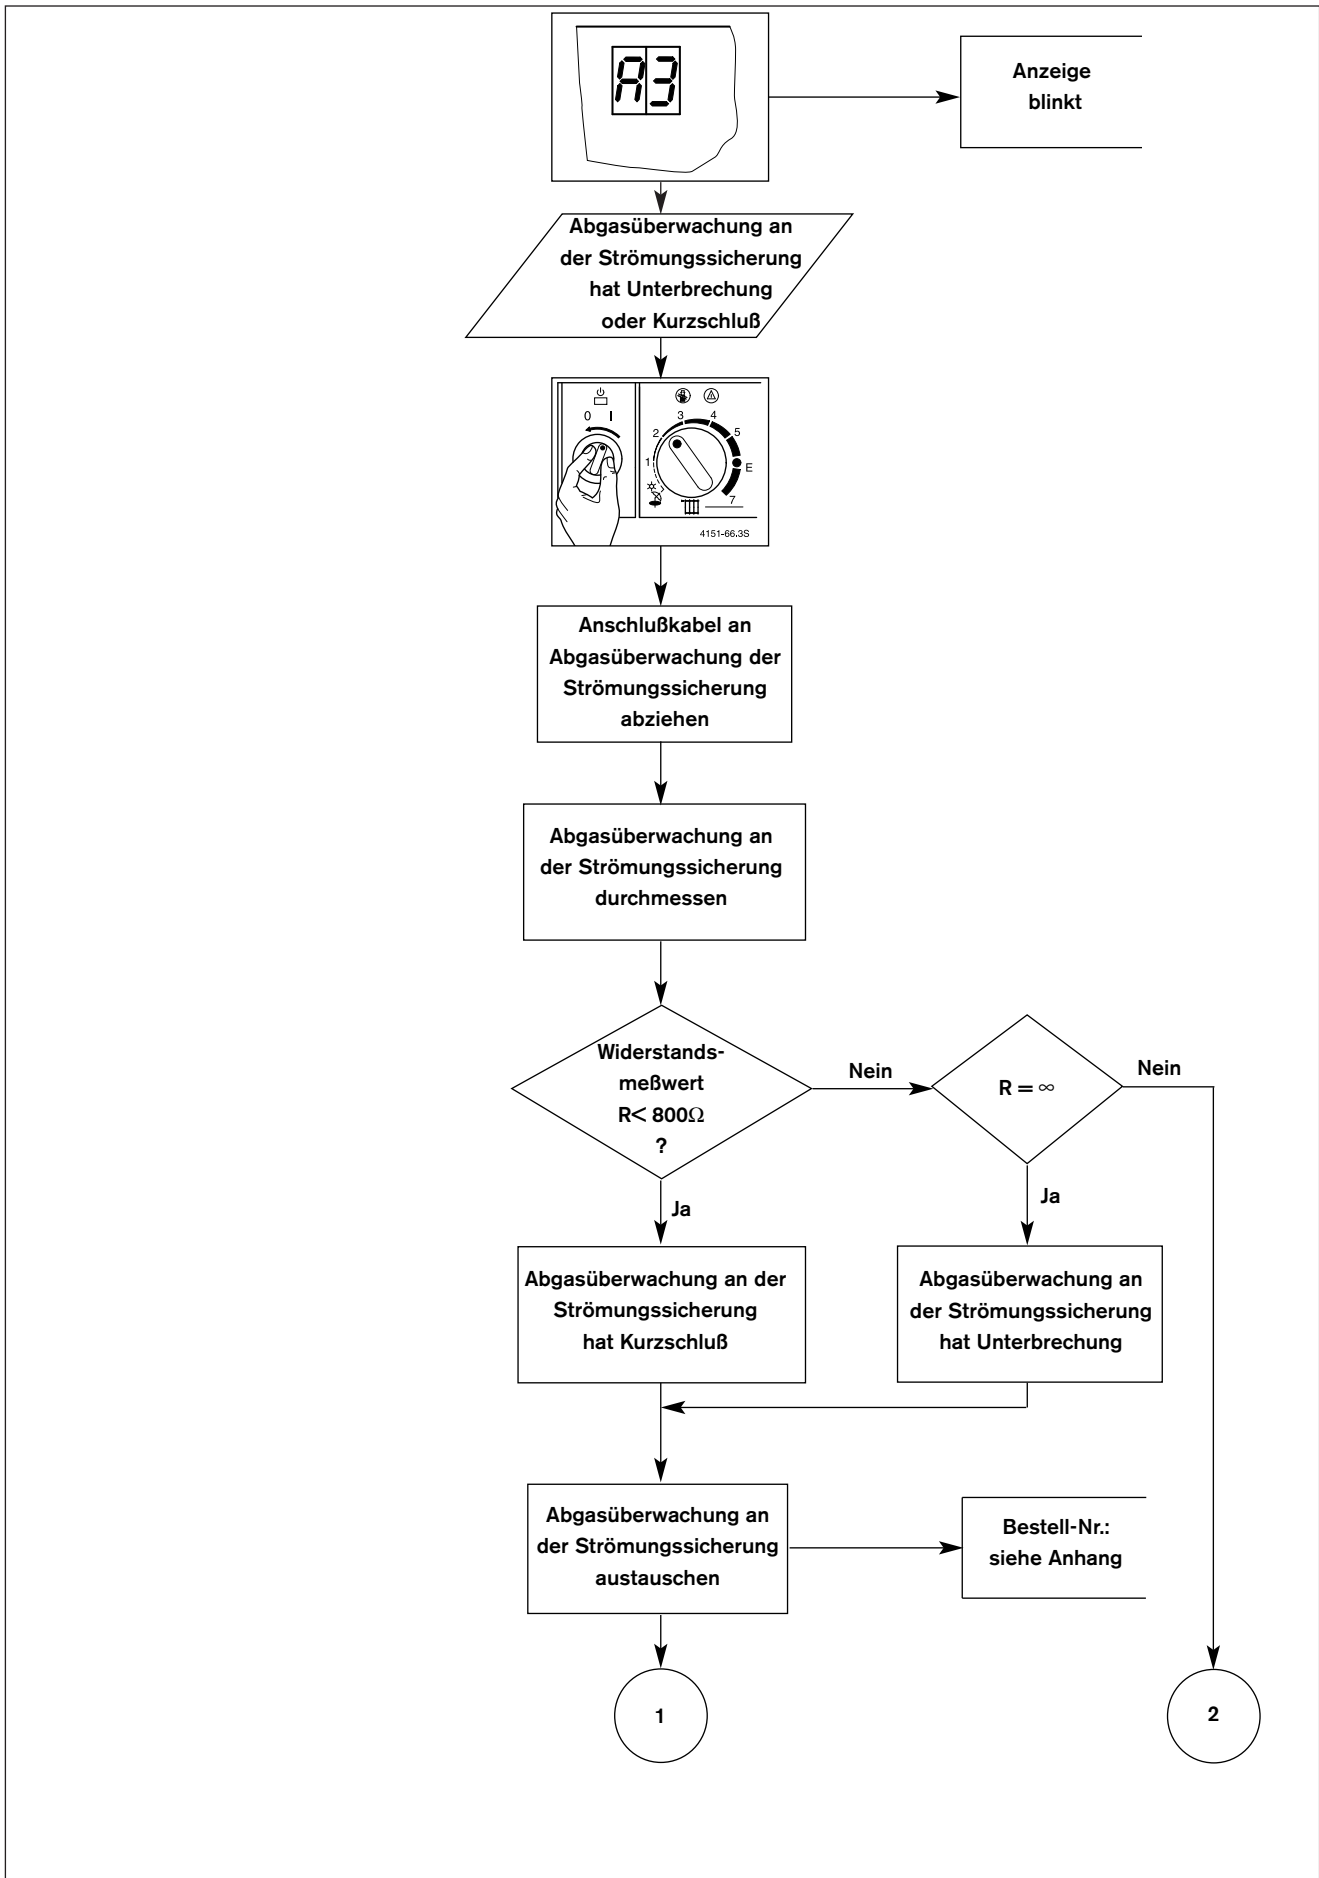 A3
Anzeige
blinkt
Abgasüberwachung an
der Strömungssicherung
hat Unterbrechung
oder Kurzschluß
0 I
1
2
3
4
5
E
7
4151-66.3S
Anschlußkabel an
Abgasüberwachung der
Strömungssicherung
abziehen
Abgasüberwachung an
der Strömungssicherung
durchmessen
Widerstands-
meßwert
R< 800Ω
?
Nein
R = ∞
Nein
Ja
Ja
Abgasüberwachung an der
Strömungssicherung
hat Kurzschluß
Abgasüberwachung an
der Strömungssicherung
hat Unterbrechung
Abgasüberwachung an
der Strömungssicherung
austauschen
Bestell-Nr.:
siehe Anhang
1
2